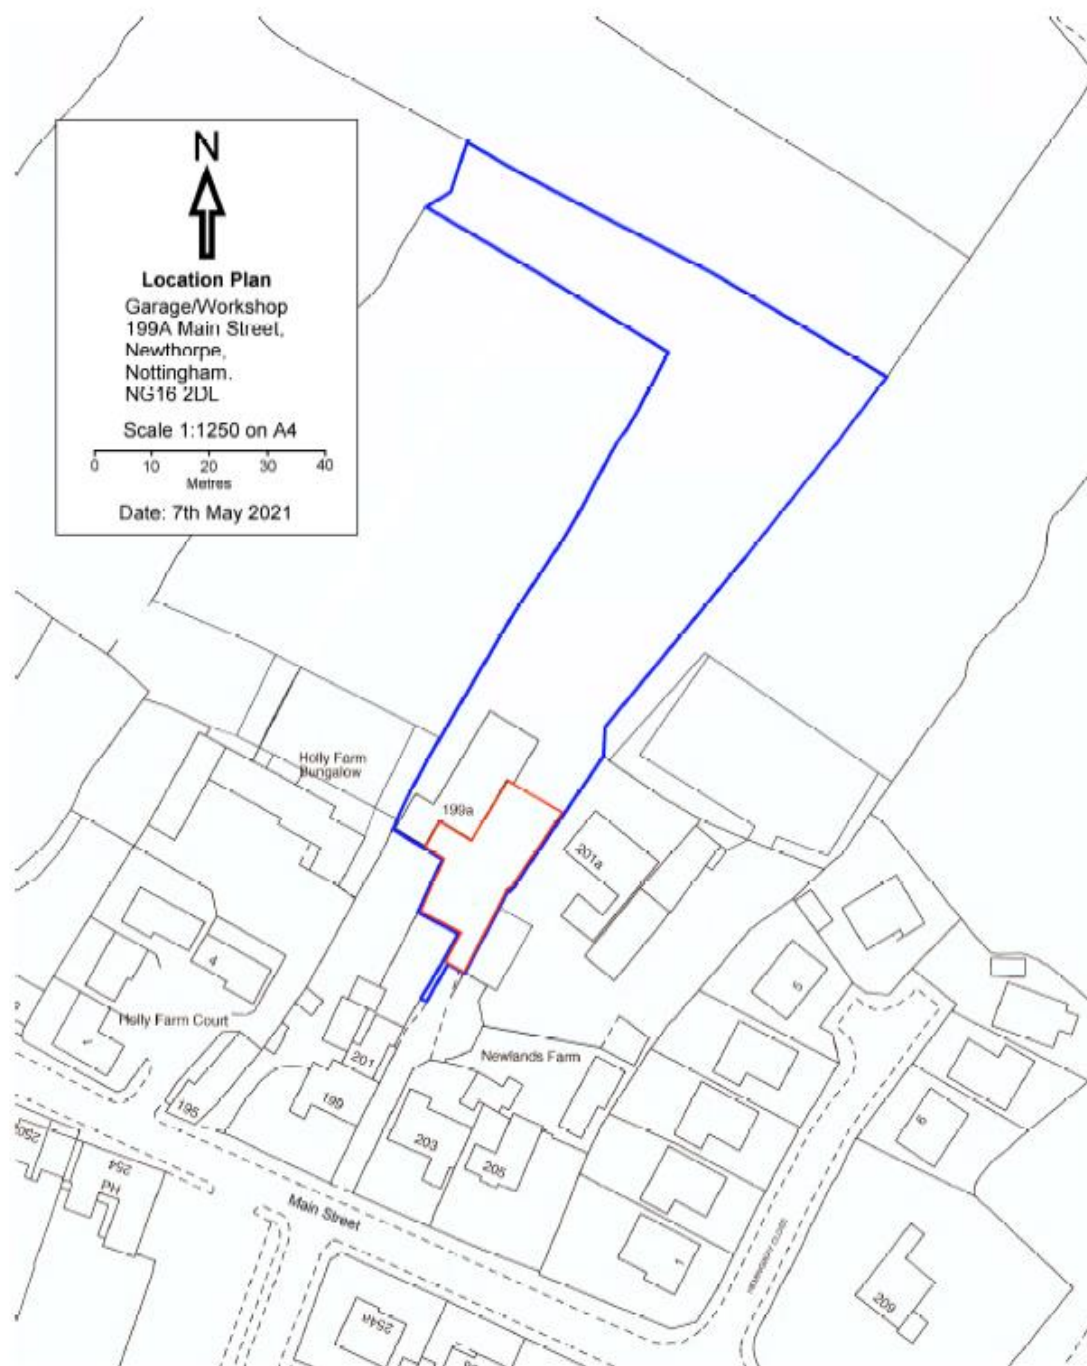 N
Location Plan
Garage/Workshop
199A Main Street,
Newthorpe,
Nottingham.
NG16 2DL
Scale 1:1250 on A4
0 10 20 30 40
Metres
Date: 7th May 2021
Holly Farm
Bungalow
199a
201a
4
5
Holly Farm Court
201
Newlands Farm
199
195
203
205
6
254
PH
Main Street
1
209
254a